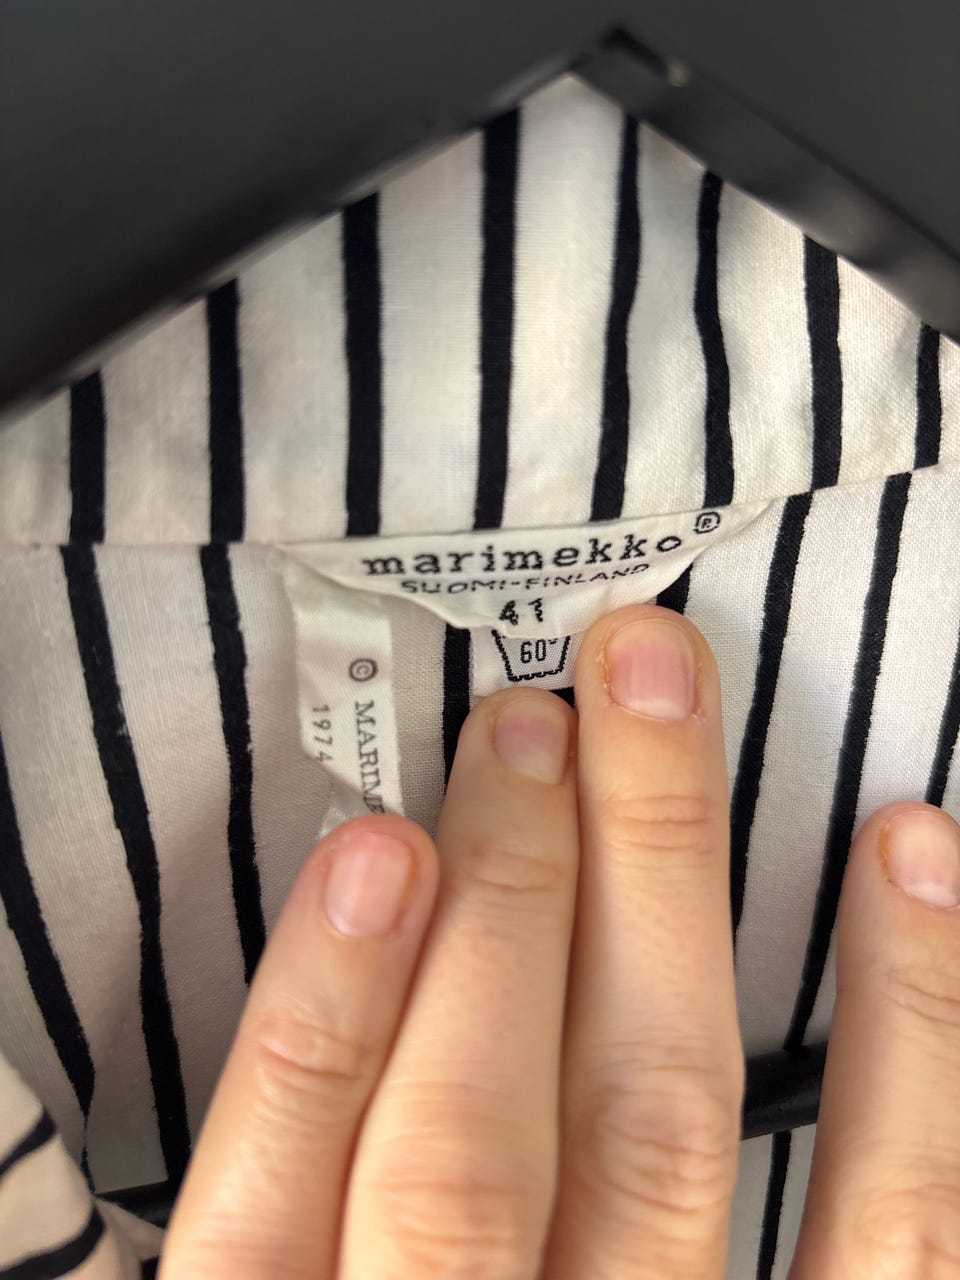 marimekko®
SUOMI-FINLAND
41
60°
© MARIME
1974